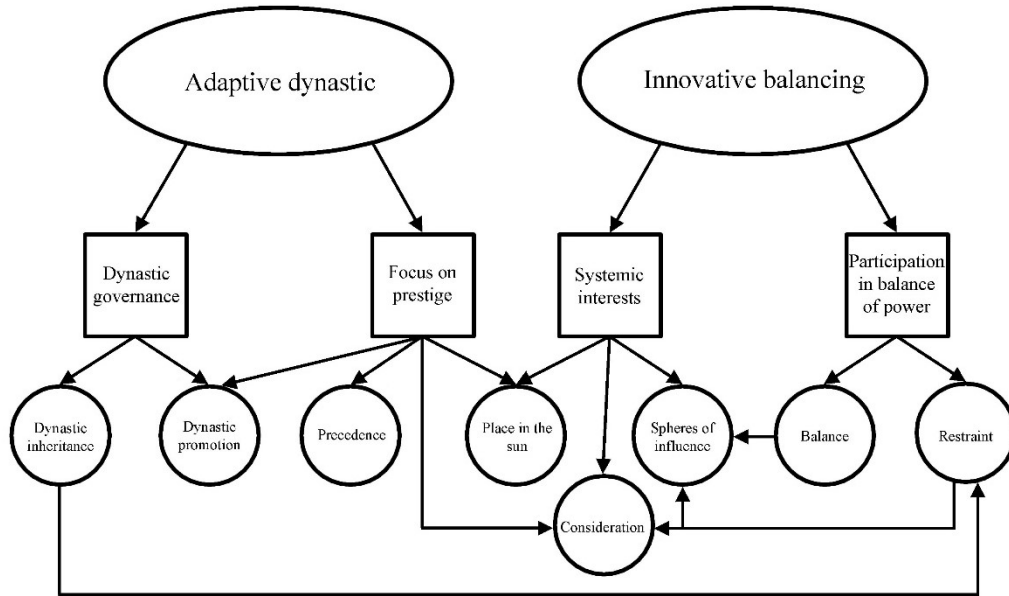 Adaptive dynastic
Innovative balancing
Dynastic
governance
Focus on
prestige
Systemic
interests
Participation
in balance
of power
Dynastic
inheritance
Dynastic
promotion
Precedence
Place in the
sun
Spheres of
influence
Balance
Restraint
Consideration